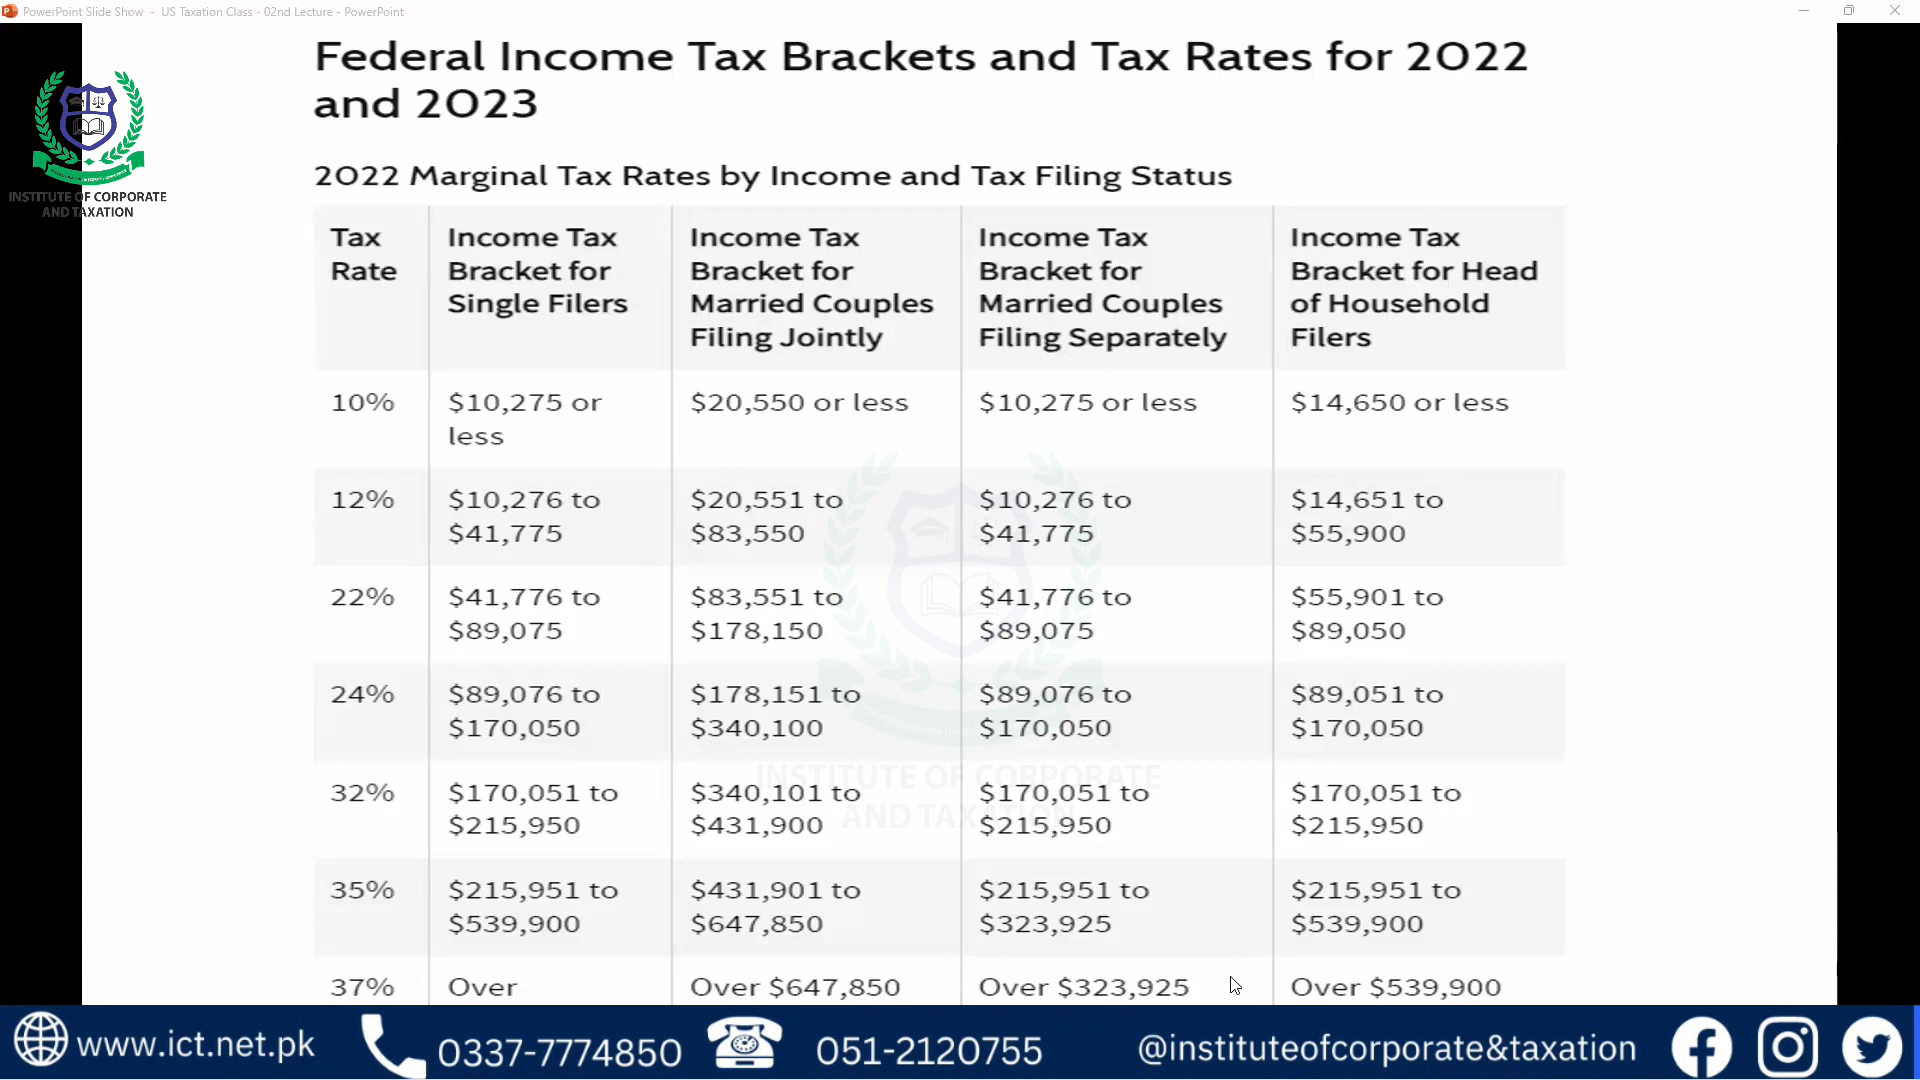 PowerPoint Slide Show - US Taxation Class - 02nd Lecture - PowerPoint
INSTITUTE OF CORPORATE
AND TAXATION
Federal Income Tax Brackets and Tax Rates for 2022
and 2023
2022 Marginal Tax Rates by Income and Tax Filing Status
Tax
Rate
Income Tax
Bracket for
Single Filers
Income Tax
Bracket for
Married Couples
Filing Jointly
Income Tax
Bracket for
Married Couples
Filing Separately
Income Tax
Bracket for Head
of Household
Filers
10%
$10,275 or
less
$20,550 or less
$10,275 or less
$14,650 or less
12%
$10,276 to
$41,775
$20,551 to
$83,550
$10,276 to
$41,775
$14,651 to
$55,900
22%
$41,776 to
$89,075
$83,551 to
$178,150
$41,776 to
$89,075
$55,901 to
$89,050
24%
$89,076 to
$170,050
$178,151 to
$340,100
$89,076 to
$170,050
$89,051 to
$170,050
32%
$170,051 to
$215,950
$340,101 to
$431,900
$170,051 to
$215,950
$170,051 to
$215,950
35%
$215,951 to
$539,900
$431,901 to
$647,850
$215,951 to
$323,925
$215,951 to
$539,900
37%
Over
Over $647,850
Over $323,925
Over $539,900
INSTITUTE OF CORPORATE
AND TAXATION
www.ict.net.pk
0337-7774850
051-2120755
@instituteofcorporate&taxation